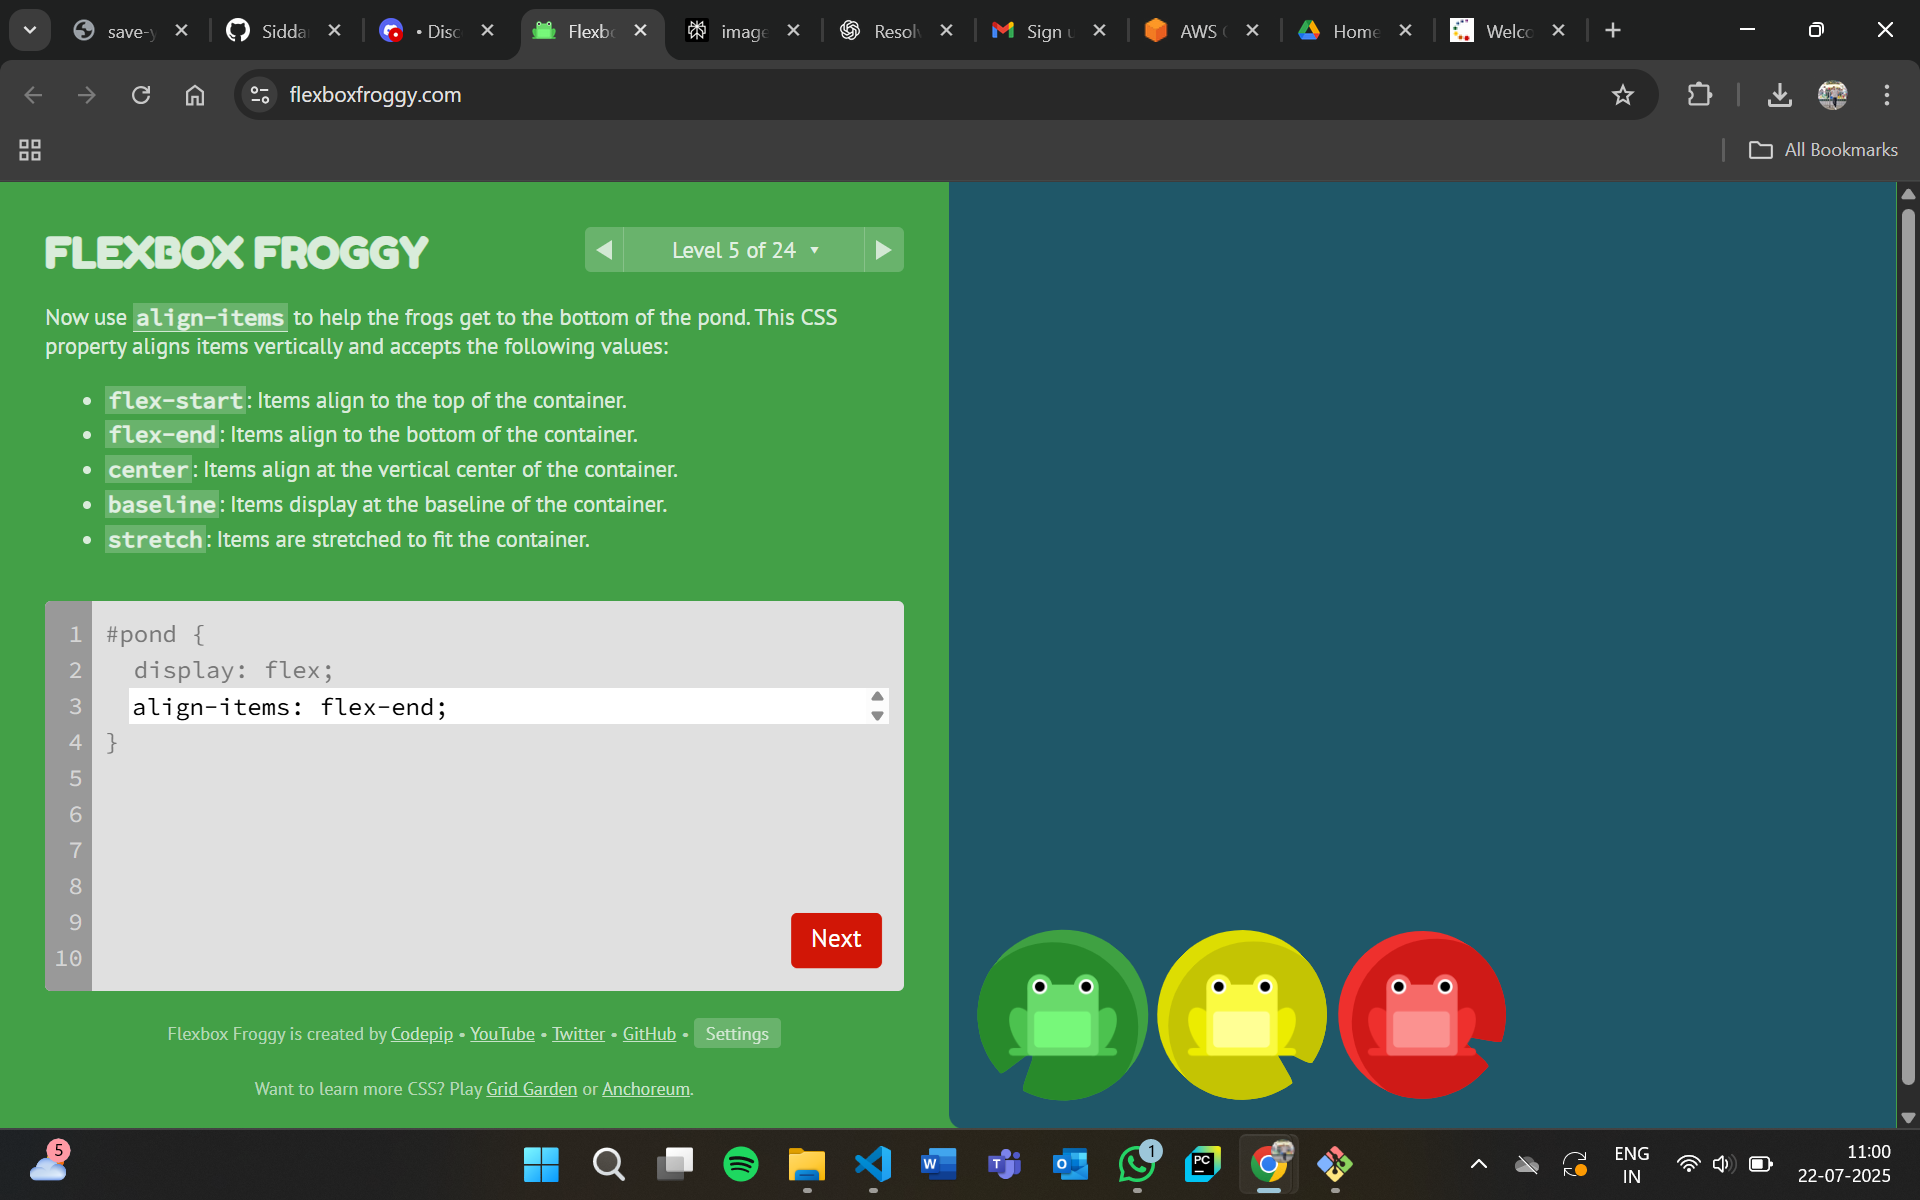 save-y
Sidda
• Disc
Flexbo
image
Resolv
Sign u
AWS
Home
Welco
flexboxfroggy.com
All Bookmarks
FLEXBOX FROGGY
Level 5 of 24 ▼
Now use align-items to help the frogs get to the bottom of the pond. This CSS
property aligns items vertically and accepts the following values:
• flex-start: Items align to the top of the container.
• flex-end: Items align to the bottom of the container.
• center: Items align at the vertical center of the container.
• baseline: Items display at the baseline of the container.
• stretch: Items are stretched to fit the container.
1 #pond {
2 display: flex;
3 align-items: flex-end;
4 }
5
6
7
8
9
10
Next
Flexbox Froggy is created by Codepip • YouTube • Twitter • GitHub • Settings
Want to learn more CSS? Play Grid Garden or Anchoreum.
5
W
T
O
1
PC
ENG
IN
11:00
22-07-2025